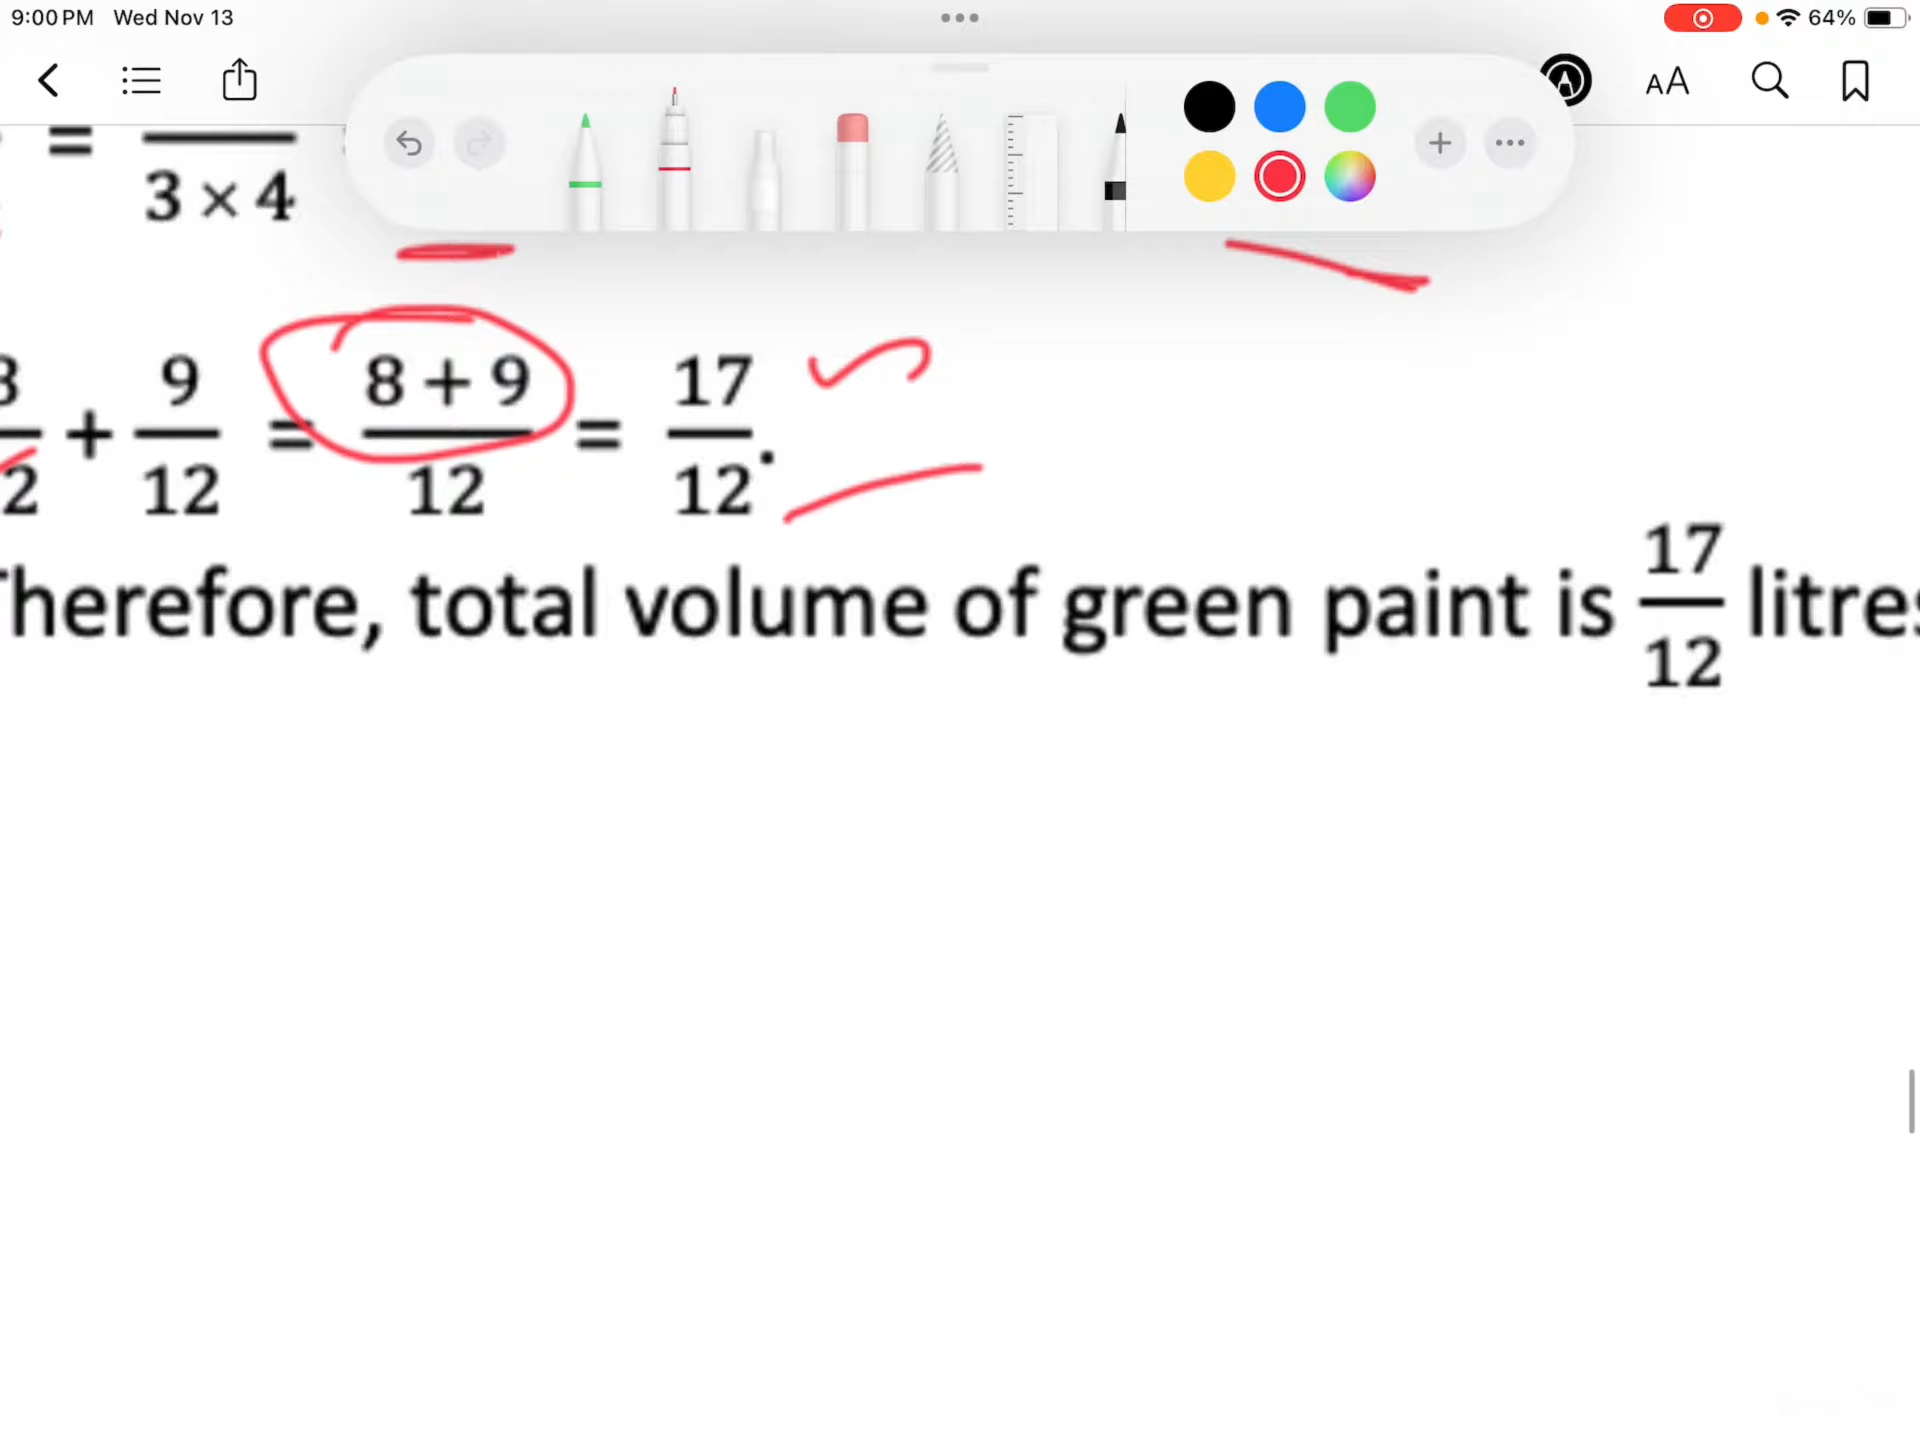 9:00 PM Wed Nov 13
64%
AA
= 3 × 4
+ 9/12 = 8 + 9/12 = 17/12.
Therefore, total volume of green paint is 17/12 litres